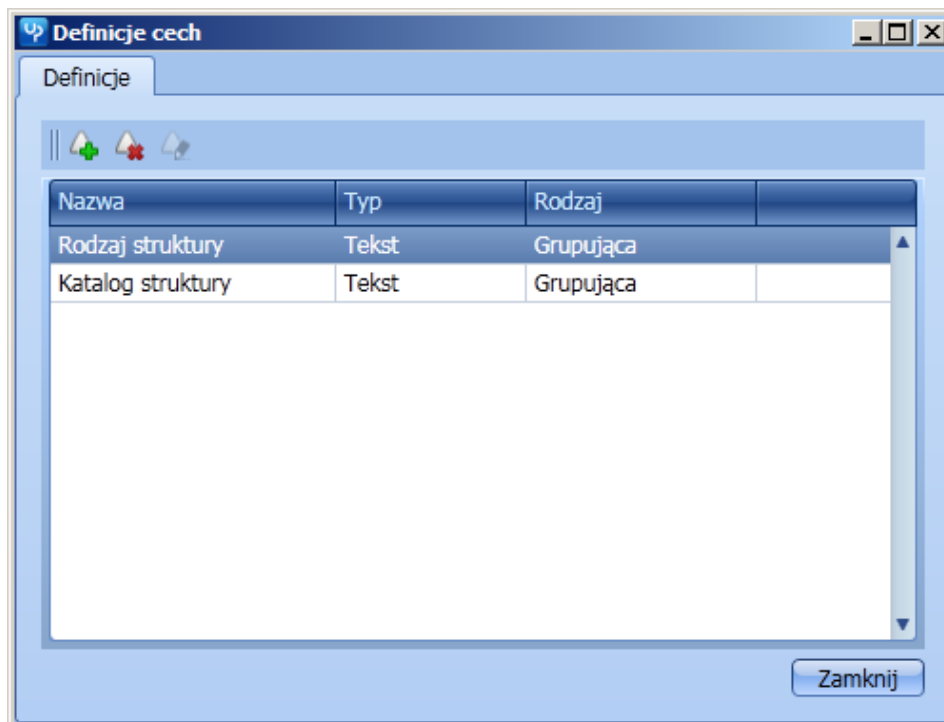 Definicje cech
Definicje
Nazwa Typ Rodzaj
Rodzaj struktury Tekst Grupująca
Katalog struktury Tekst Grupująca
Zamknij